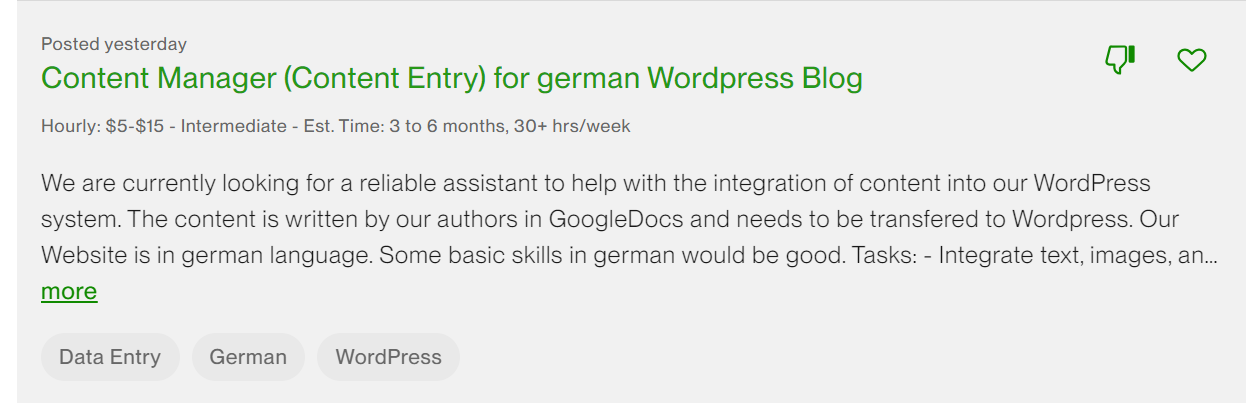 Posted yesterday
Content Manager (Content Entry) for german Wordpress Blog
Hourly: $5-$15 - Intermediate - Est. Time: 3 to 6 months, 30+ hrs/week
We are currently looking for a reliable assistant to help with the integration of content into our WordPress
system. The content is written by our authors in GoogleDocs and needs to be transfered to Wordpress. Our
Website is in german language. Some basic skills in german would be good. Tasks: - Integrate text, images, an...
more
Data Entry German WordPress